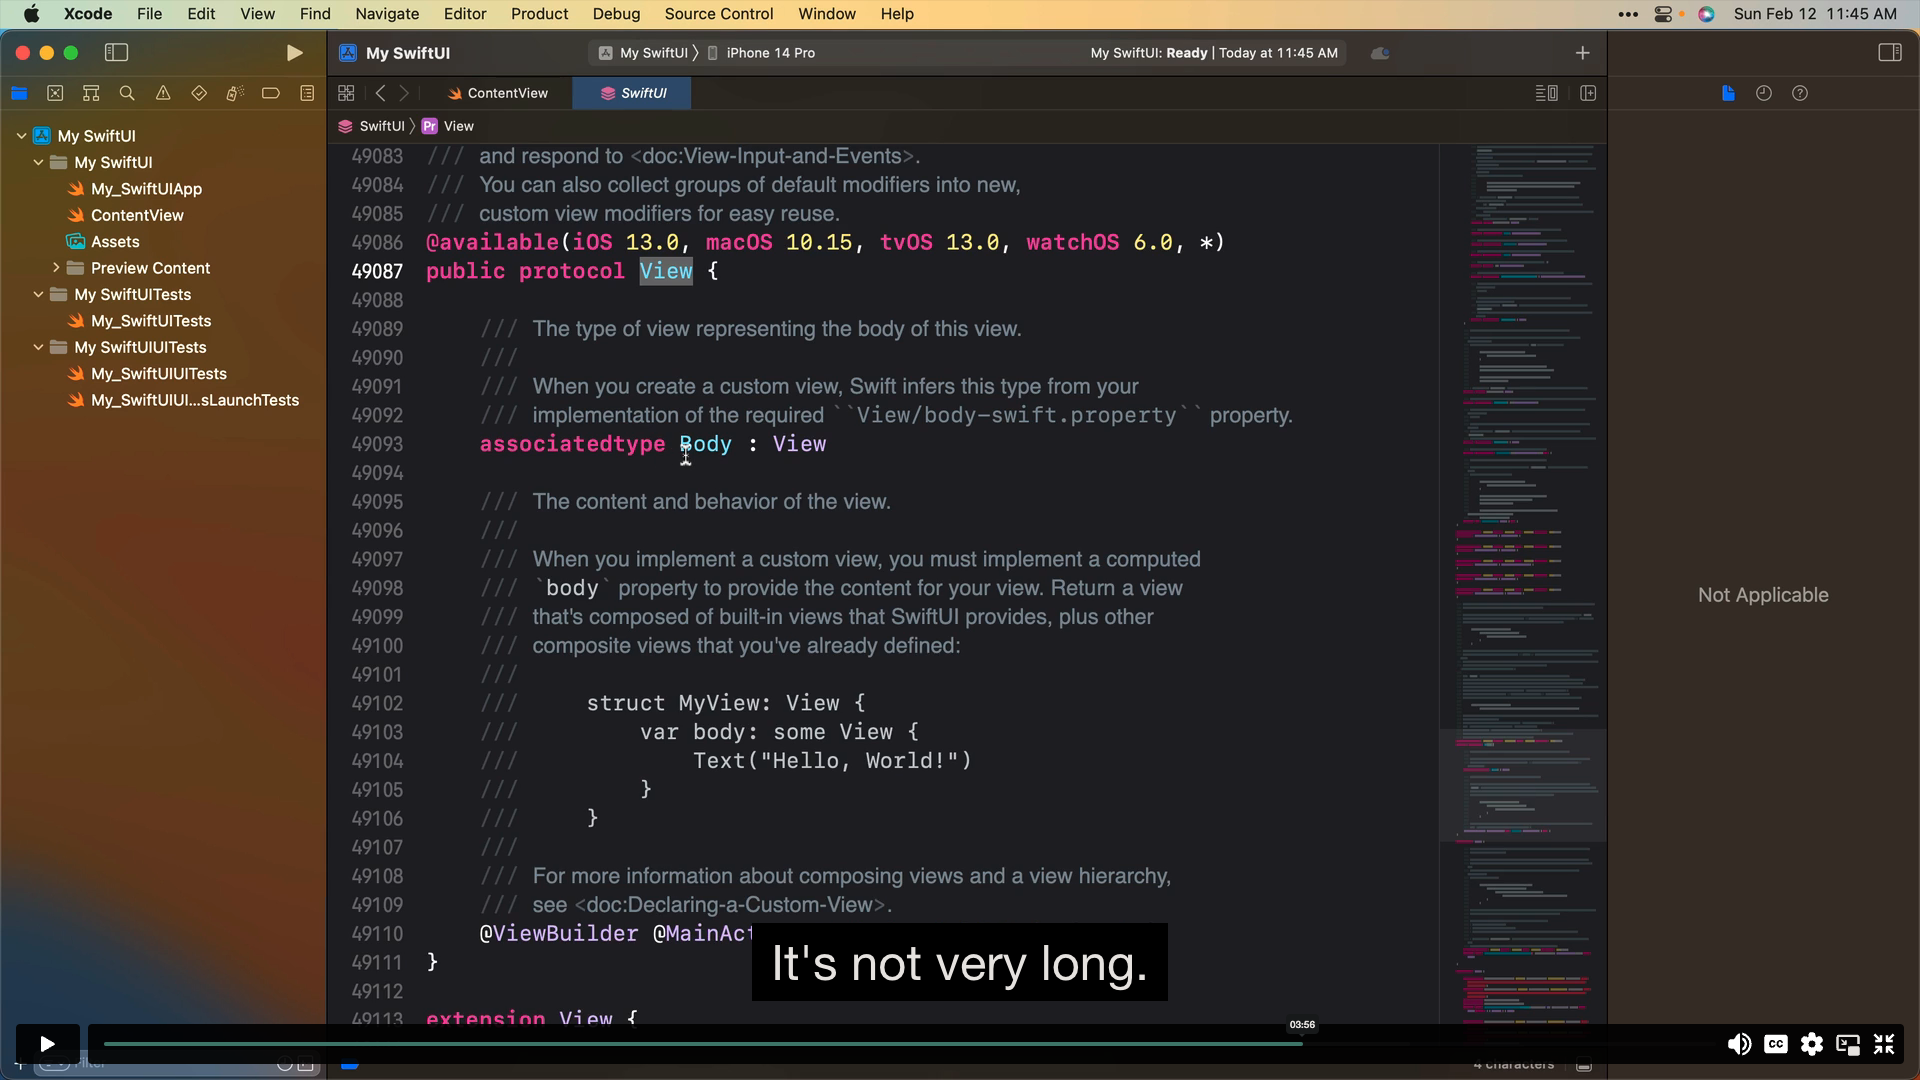 Xcode File Edit View Find Navigate Editor Product Debug Source Control Window Help
Sun Feb 12 11:45 AM
My SwiftUI
My SwiftUI 〉 iPhone 14 Pro
My SwiftUI: Ready | Today at 11:45 AM
ContentView
SwiftUI
SwiftUI 〉 Pr View
My SwiftUI
My SwiftUI
My_SwiftUIApp
ContentView
Assets
Preview Content
My SwiftUITests
My_SwiftUITests
My SwiftUIUITests
My_SwiftUIUITests
My_SwiftUIUI...sLaunchTests
49083 /// and respond to <doc:View-Input-and-Events>.
49084 /// You can also collect groups of default modifiers into new,
49085 /// custom view modifiers for easy reuse.
49086 @available(iOS 13.0, macOS 10.15, tvOS 13.0, watchOS 6.0, *)
49087 public protocol View {
49088
49089 /// The type of view representing the body of this view.
49090 ///
49091 /// When you create a custom view, Swift infers this type from your
49092 /// implementation of the required ``View/body-swift.property`` property.
49093 associatedtype Body : View
49094
49095 /// The content and behavior of the view.
49096 ///
49097 /// When you implement a custom view, you must implement a computed
49098 /// `body` property to provide the content for your view. Return a view
49099 /// that's composed of built-in views that SwiftUI provides, plus other
49100 /// composite views that you've already defined:
49101 ///
49102 /// struct MyView: View {
49103 /// var body: some View {
49104 /// Text("Hello, World!")
49105 /// }
49106 /// }
49107 ///
49108 /// For more information about composing views and a view hierarchy,
49109 /// see <doc:Declaring-a-Custom-View>.
49110 @ViewBuilder @MainAct
49111 }
49112
49113 extension View {
Not Applicable
It's not very long.
03:56
CC
Filter
4 characters